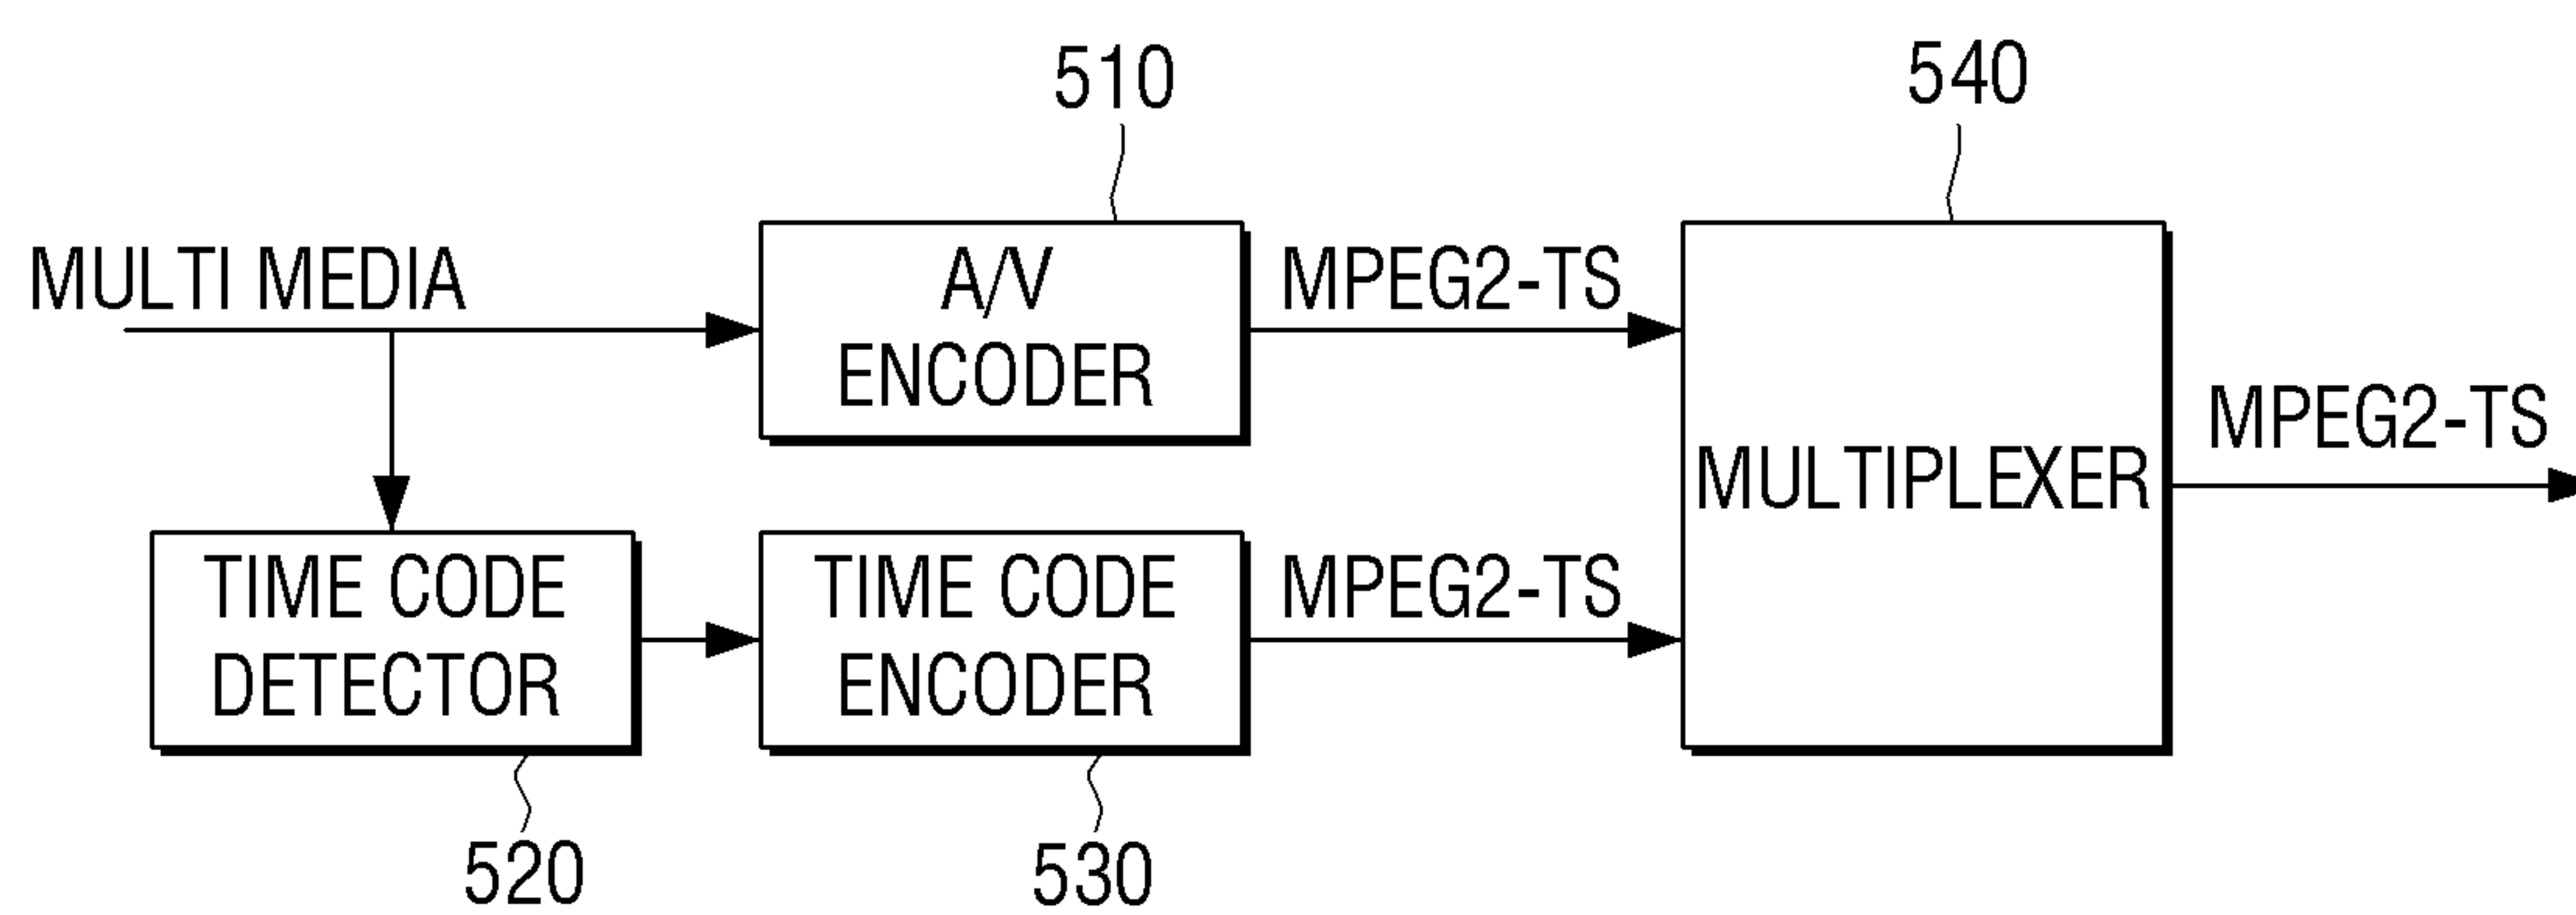 510
540
MULTI MEDIA
A/V
ENCODER
MPEG2-TS
MULTIPLEXER
MPEG2-TS
TIME CODE
DETECTOR
TIME CODE
ENCODER
MPEG2-TS
520
530